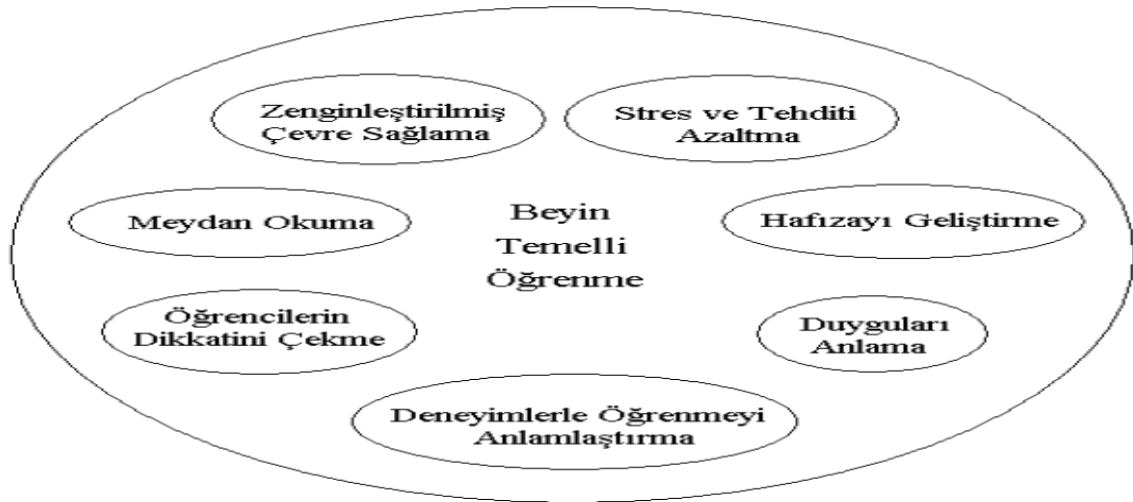 Zenginleştirilmiş
Çevre Sağlama
Stres ve Tehditi
Azaltma
Meydan Okuma
Beyin
Temelli
Öğrenme
Hafızayı Geliştirme
Öğrencilerin
Dikkatini Çekme
Duyguları
Anlama
Deneyimlerle Öğrenmeyi
Anlamlaştırma